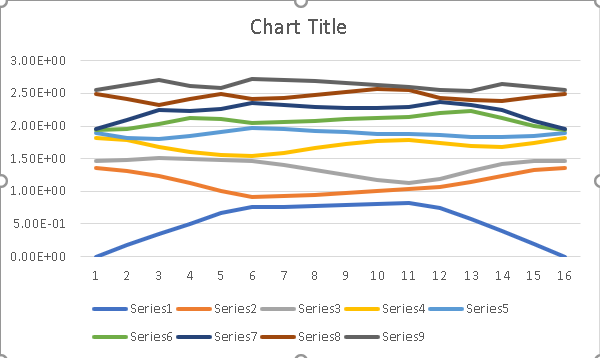 Chart Title
3.00E+00
2.50E+00
2.00E+00
1.50E+00
1.00E+00
5.00E-01
0.00E+00
1 2 3 4 5 6 7 8 9 10 11 12 13 14 15 16
Series1 Series2 Series3 Series4 Series5
Series6 Series7 Series8 Series9